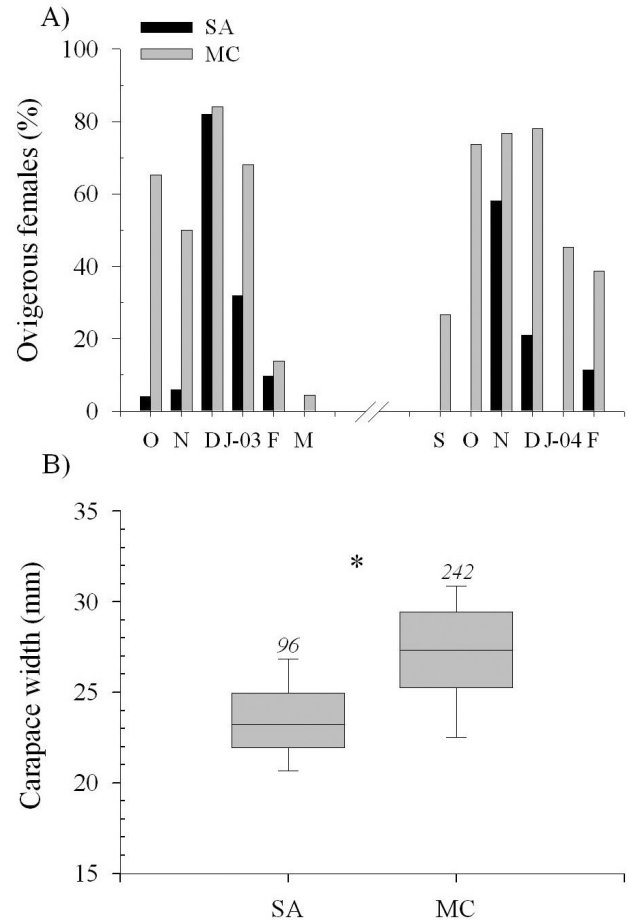 A)
SA
MC
100
80
60
40
20
0
Ovigerous females (%)
O N D J-03 F M S O N D J-04 F
B)
35
30
25
20
15
Carapace width (mm)
*
96
242
SA MC